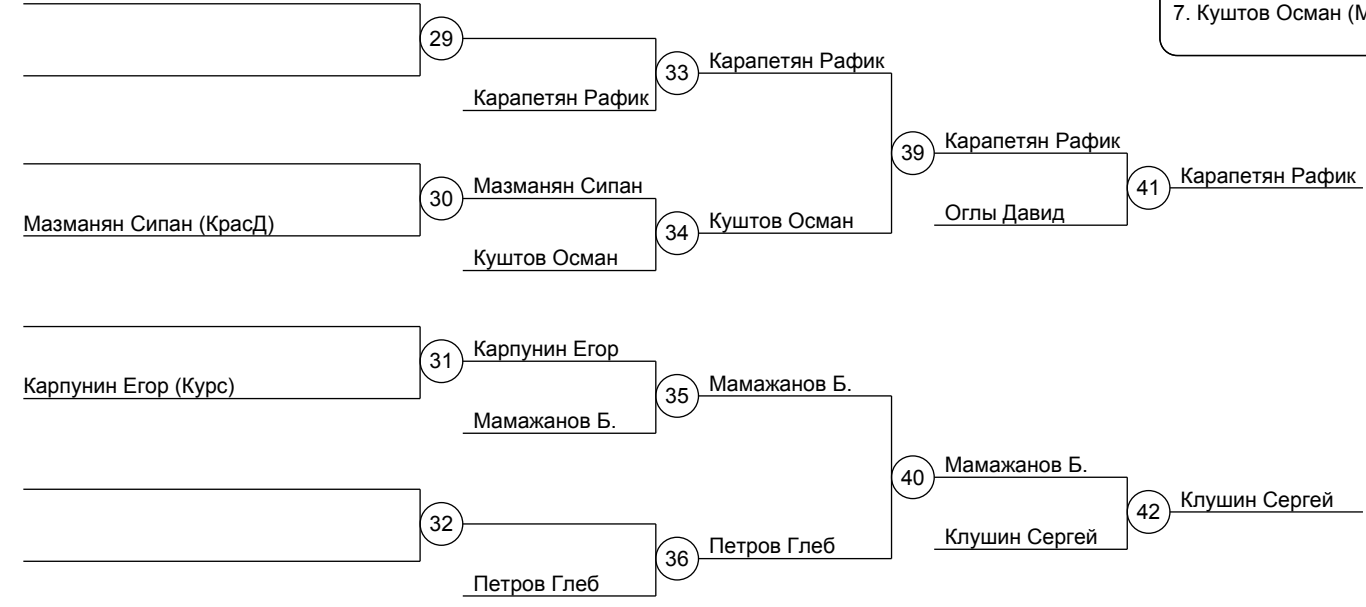 7. Куштов Осман (М
29
Карапетян Рафик
33
Карапетян Рафик
39
Карапетян Рафик
41
Карапетян Рафик
Мазманян Сипан (КрасД)
30
Мазманян Сипан
Куштов Осман
34
Куштов Осман
Оглы Давид
Карпунин Егор (Курс)
31
Карпунин Егор
Мамажанов Б.
35
Мамажанов Б.
40
Мамажанов Б.
42
Клушин Сергей
Клушин Сергей
32
Петров Глеб
36
Петров Глеб